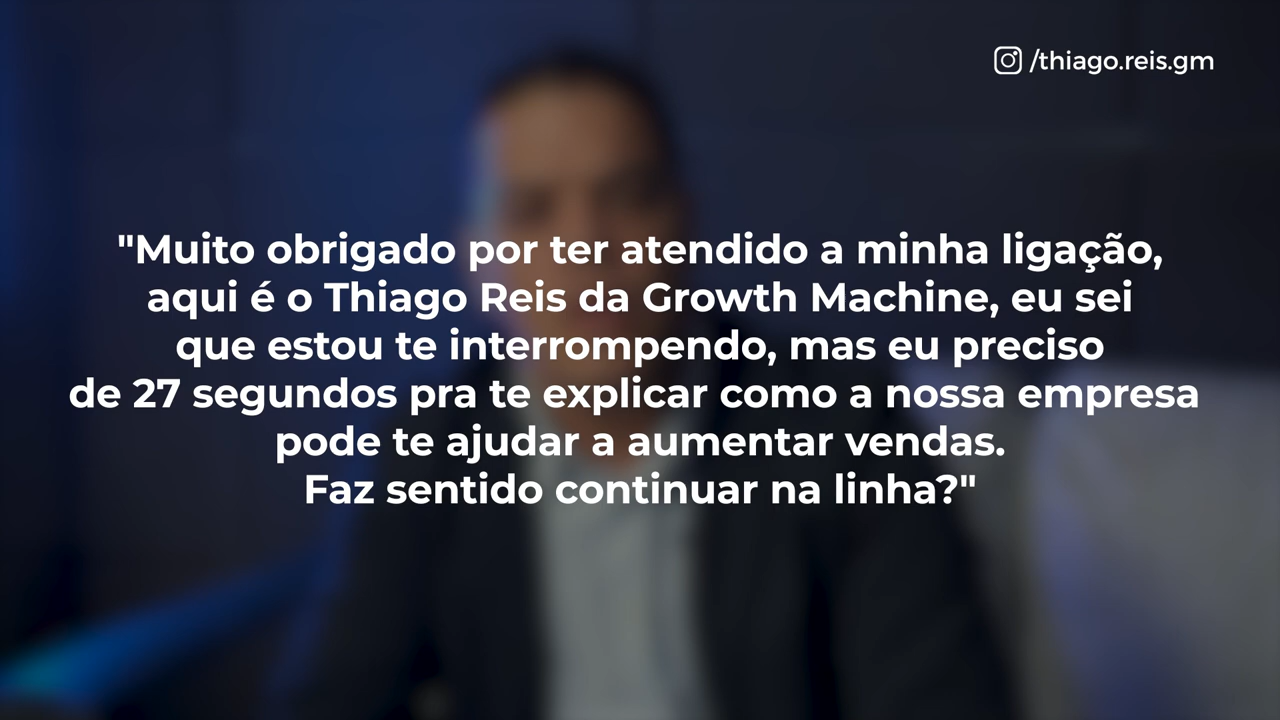 /thiago.reis.gm
"Muito obrigado por ter atendido a minha ligação,
aqui é o Thiago Reis da Growth Machine, eu sei
que estou te interrompendo, mas eu preciso
de 27 segundos pra te explicar como a nossa empresa
pode te ajudar a aumentar vendas.
Faz sentido continuar na linha?"